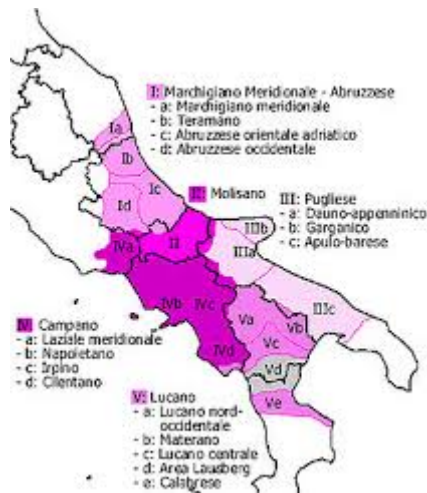 I: Marchigiano Meridionale - Abruzzese
- a: Marchigiano meridionale
- b: Teramano
- c: Abruzzese orientale adriatico
- d: Abruzzese occidentale
Ia
Ib
Ic
Id
II: Molisano
III: Pugliese
- a: Dauno-appenninico
- b: Garganico
- c: Apulo-barese
IVa
II
IIIb
IIIa
IVb
IVc
IIIc
Va
Vb
Vc
IVd
Vd
Ve
IV: Campano
- a: Laziale meridionale
- b: Napoletano
- c: Irpino
- d: Cilentano
V: Lucano
- a: Lucano nord-
occidentale
- b: Materano
- c: Lucano centrale
- d: Area Lausberg
- e: Calabrese